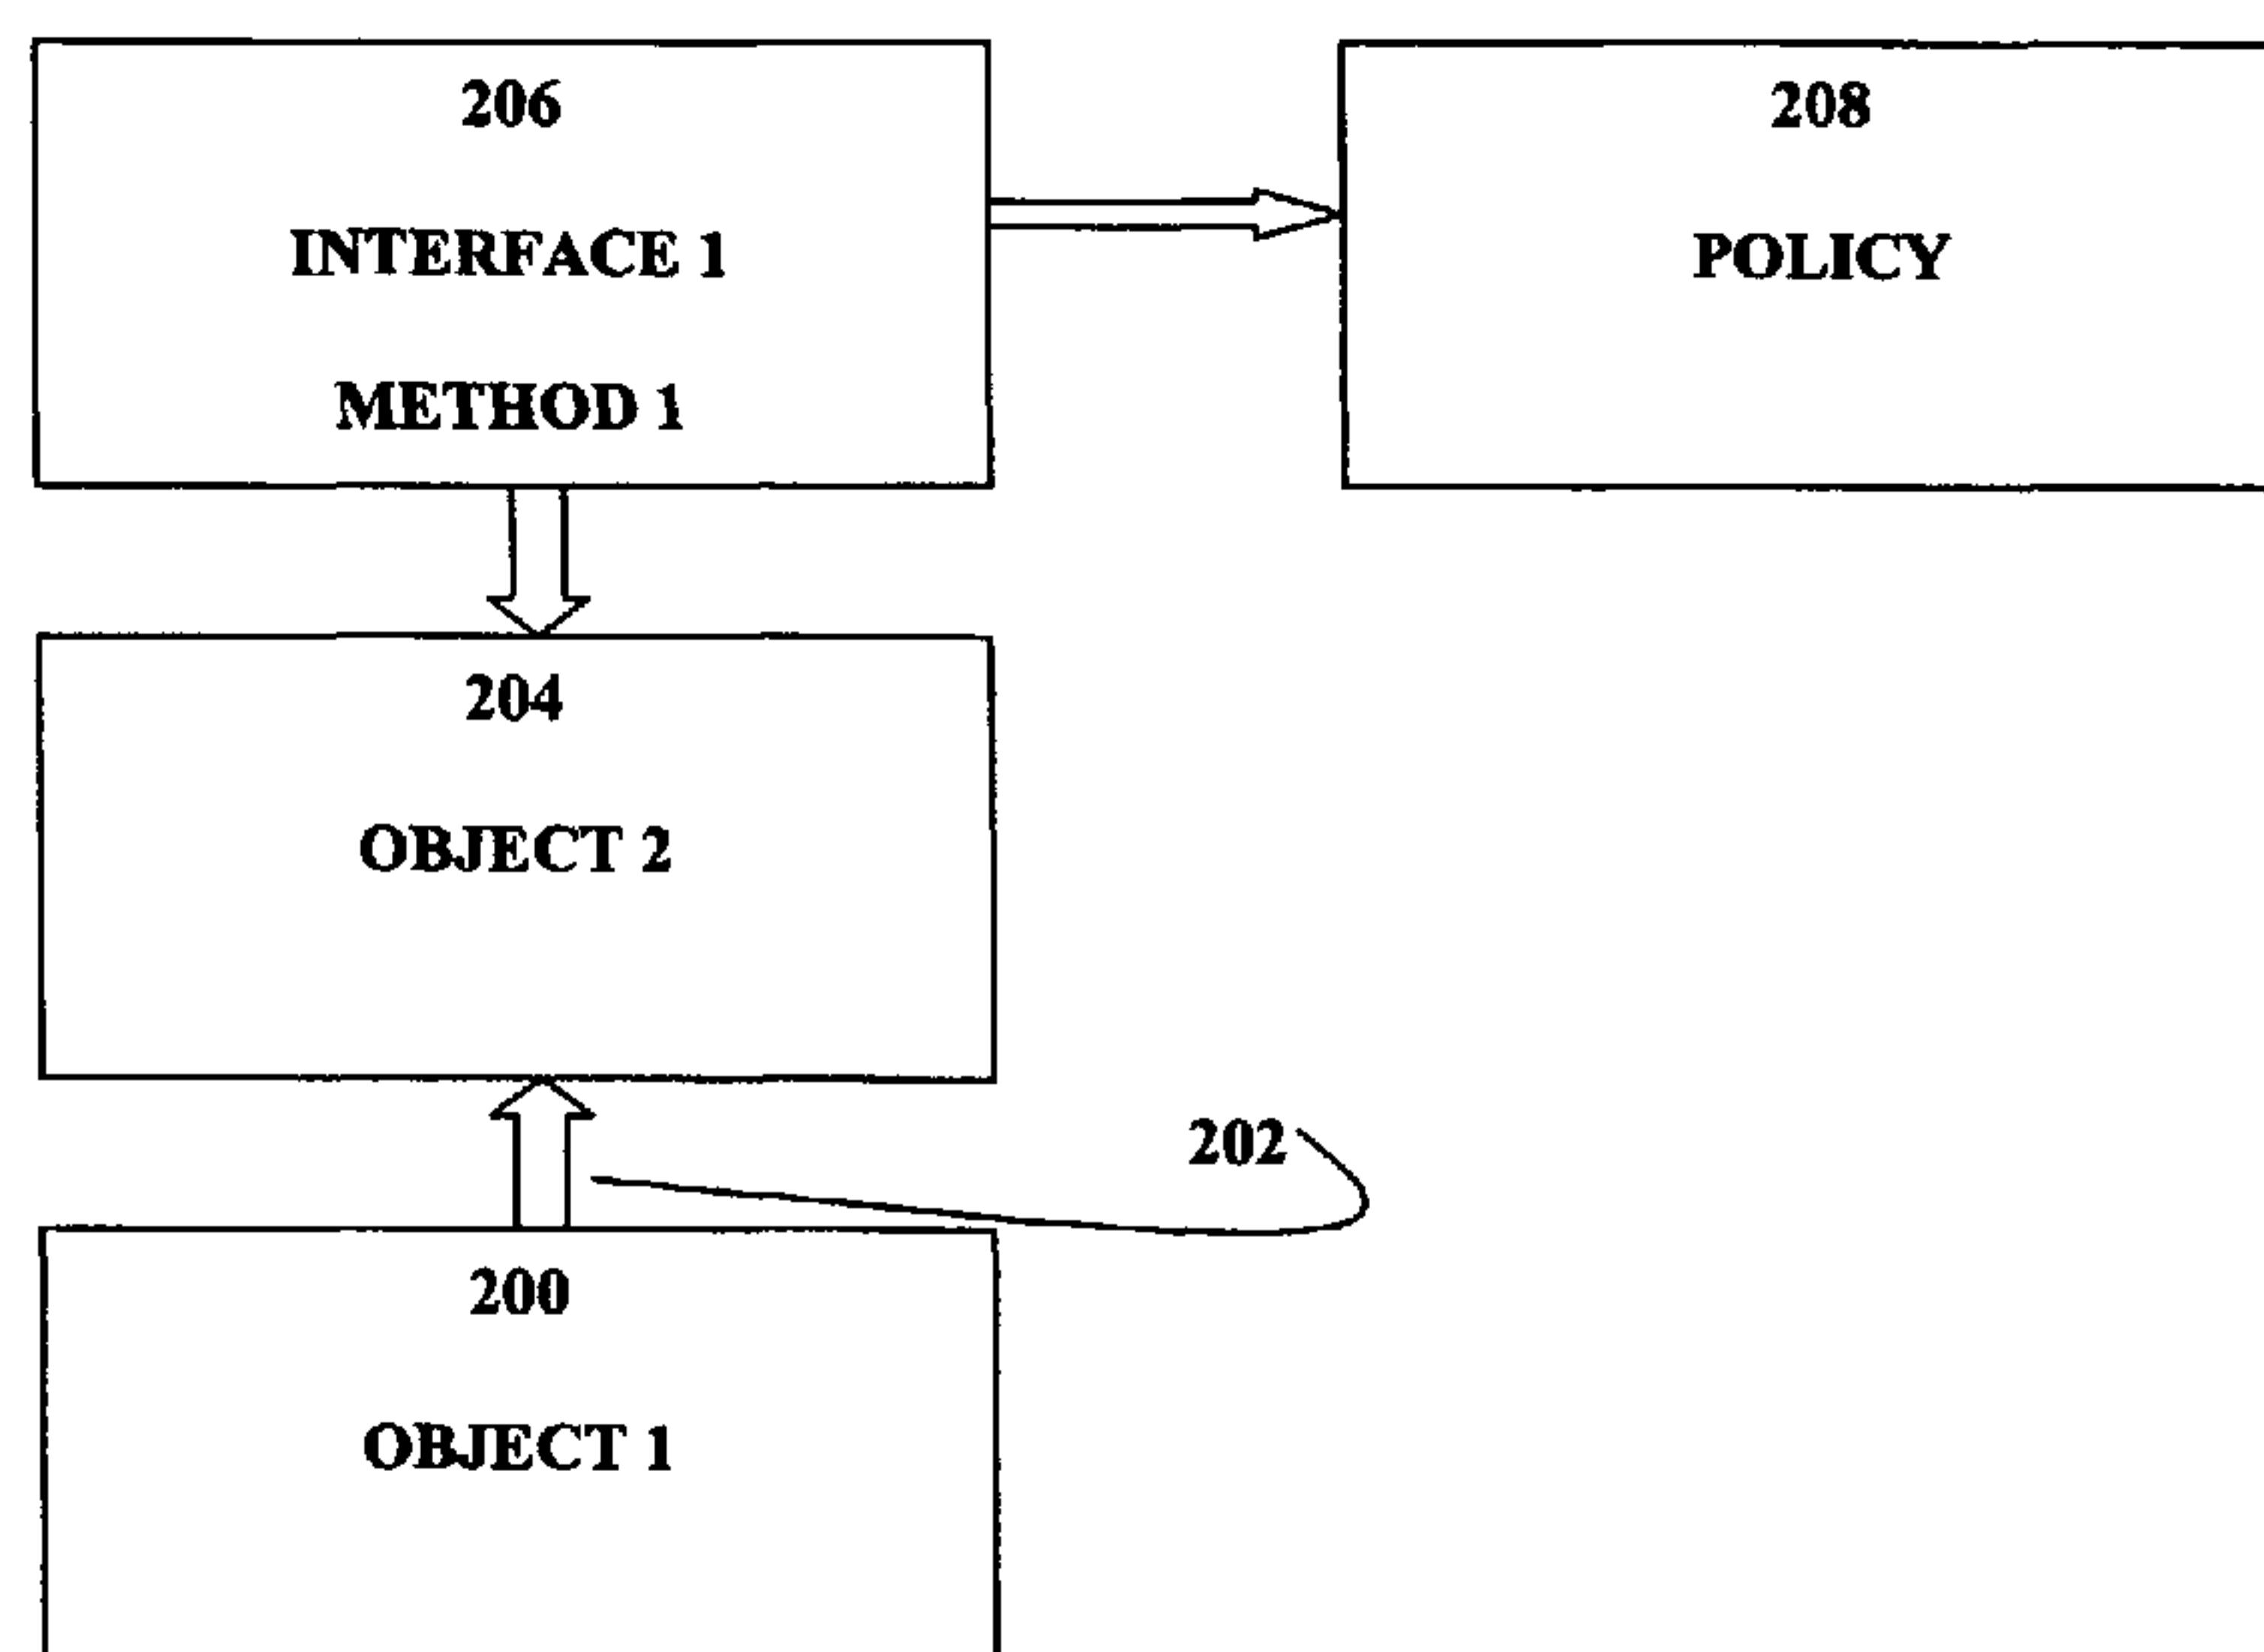 206
INTERFACE 1
METHOD 1
208
POLICY
204
OBJECT 2
202
200
OBJECT 1